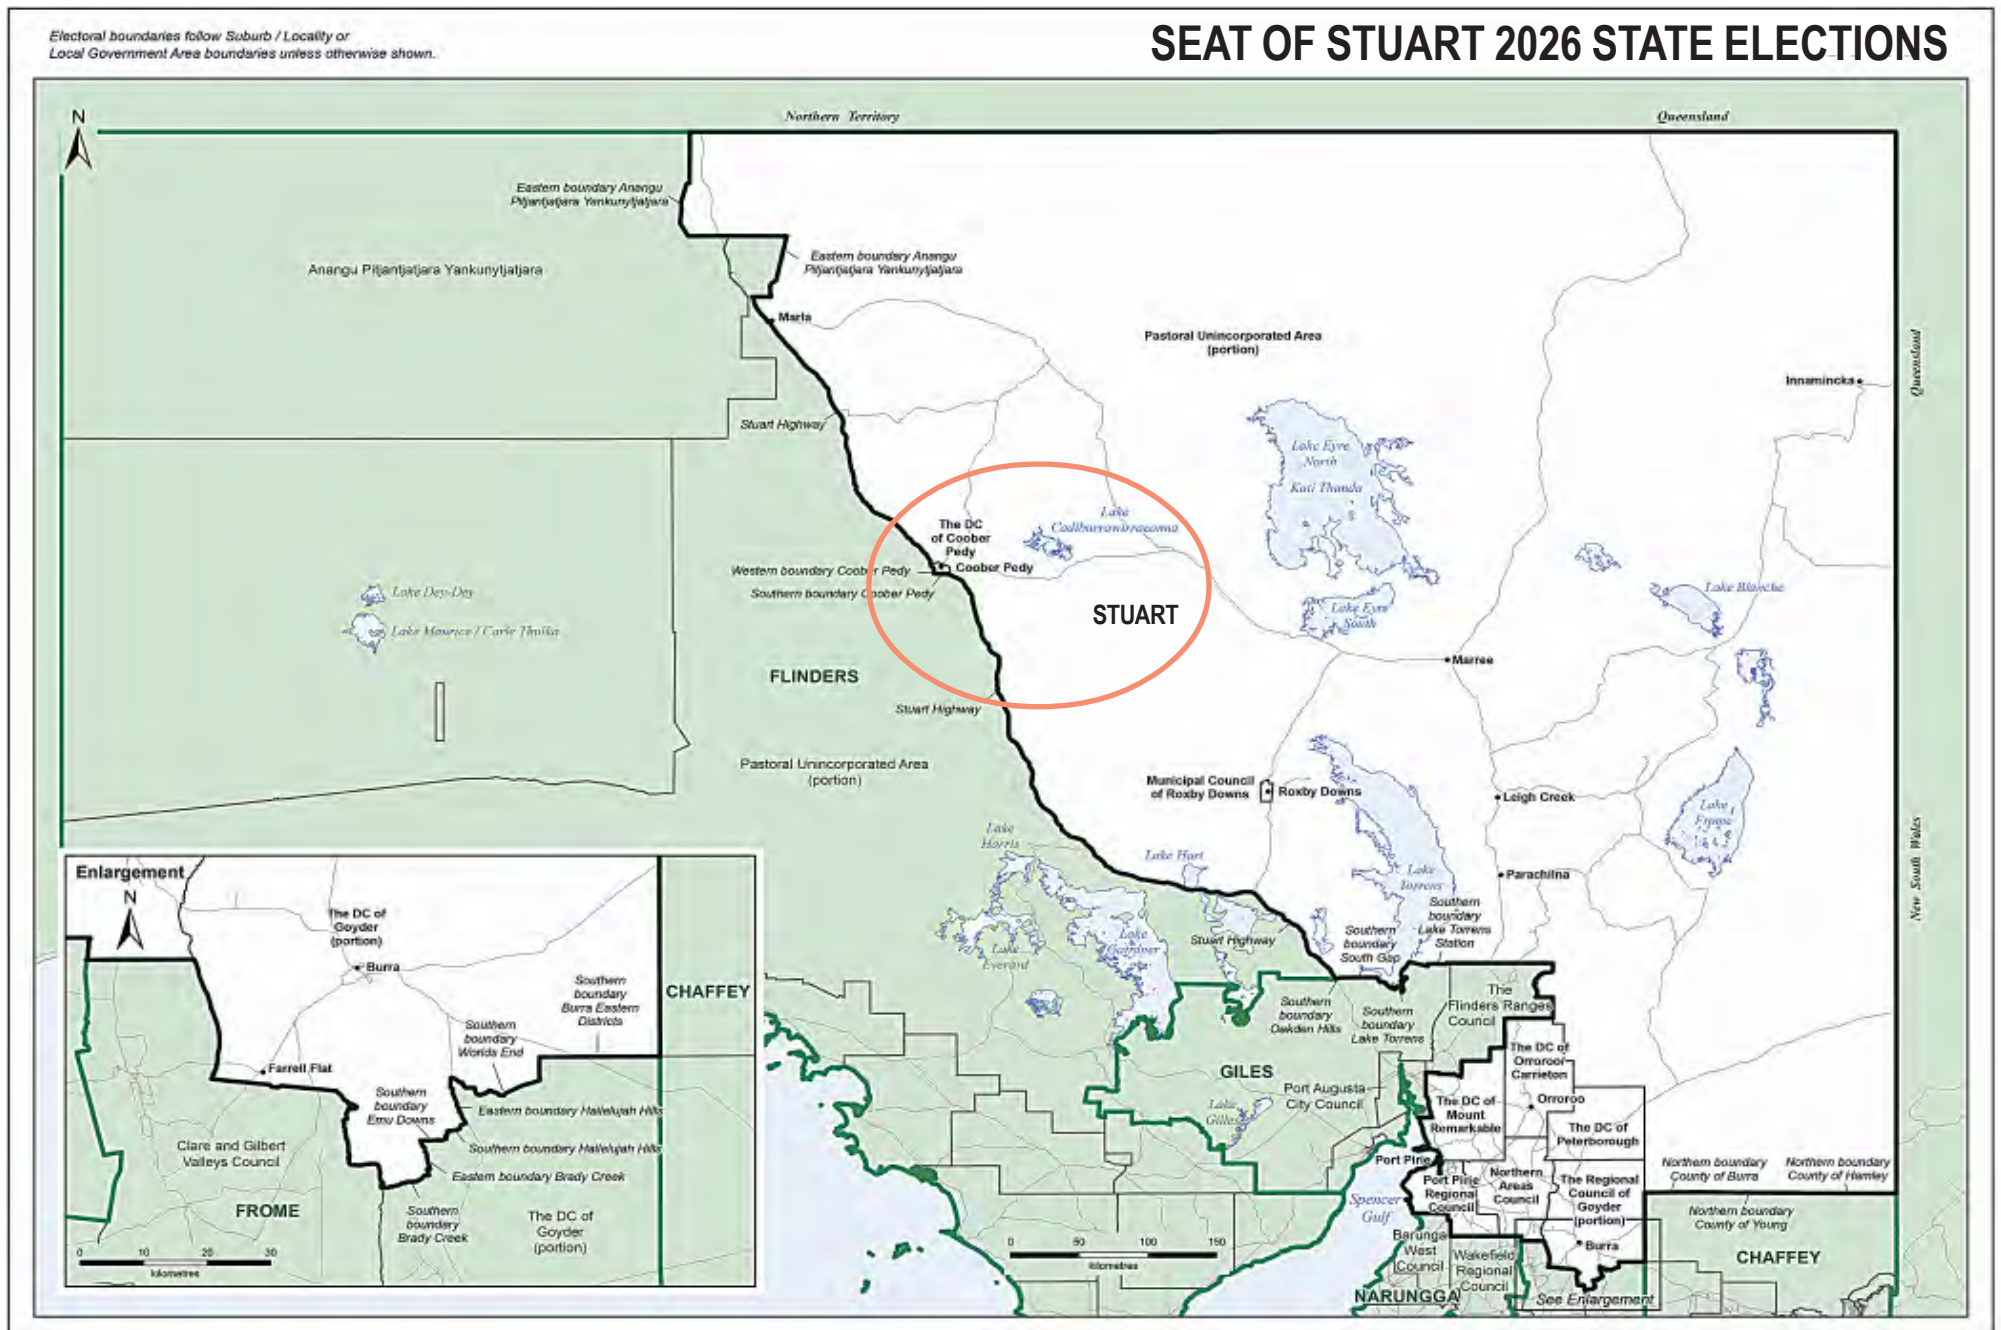 Electoral boundaries follow Suburb / Locality or
Local Government Area boundaries unless otherwise shown.
SEAT OF STUART 2026 STATE ELECTIONS
N
Northern Territory
Queensland
Eastern boundary Anangu
Pitjantjatjara Yankunytjatjara
Anangu Pitjantjatjara Yankunytjatjara
Eastern boundary Anangu
Pitjantjatjara Yankunytjatjara
Marla
Pastoral Unincorporated Area
(portion)
Queensland
Innamincka
Stuart Highway
Lake Eyre
North
Kati Thanda
The DC
of Coober
Pedy
Lake
Cadibarrawirracanna
Western boundary Coober Pedy
Coober Pedy
Southern boundary Coober Pedy
Lake Dey-Dey
Lake Maurice / Carle Thulka
STUART
Lake Eyre
South
Lake Blanche
Marree
FLINDERS
Stuart Highway
Pastoral Unincorporated Area
(portion)
Municipal Council
of Roxby Downs
Roxby Downs
Leigh Creek
Lake
Frome
New South Wales
Lake
Harris
Lake Hart
Lake
Torrens
Parachilna
Southern
boundary
Lake Torrens
Station
Southern
boundary
South Gap
Stuart Highway
Lake
Gairdner
Lake
Everard
Enlargement
N
The DC of
Goyder
(portion)
Burra
Southern
boundary
Burra Eastern
Districts
CHAFFEY
Southern
boundary
Worlds End
Farrell Flat
Southern
boundary
Emu Downs
Eastern boundary Hallelujah Hills
Clare and Gilbert
Valleys Council
Southern boundary Hallelujah Hills
Eastern boundary Brady Creek
FROME
Southern
boundary
Brady Creek
The DC of
Goyder
(portion)
0 10 20 30
kilometres
Southern
boundary
Oakden Hills
Southern
boundary
Lake Torrens
The
Flinders Ranges
Council
The DC of
Orroroo/
Carrieton
GILES
Port Augusta
City Council
Lake
Gilles
The DC of
Mount
Remarkable
Orroroo
The DC of
Peterborough
Port Pirie
Port Pirie
Regional
Council
Northern
Areas
Council
The Regional
Council of
Goyder
(portion)
Northern boundary
County of Burra
Northern boundary
County of Hamley
Northern boundary
County of Young
Spencer
Gulf
0 50 100 150
kilometres
Barunga
West
Council
Wakefield
Regional
Council
Burra
CHAFFEY
NARUNGGA
See Enlargement